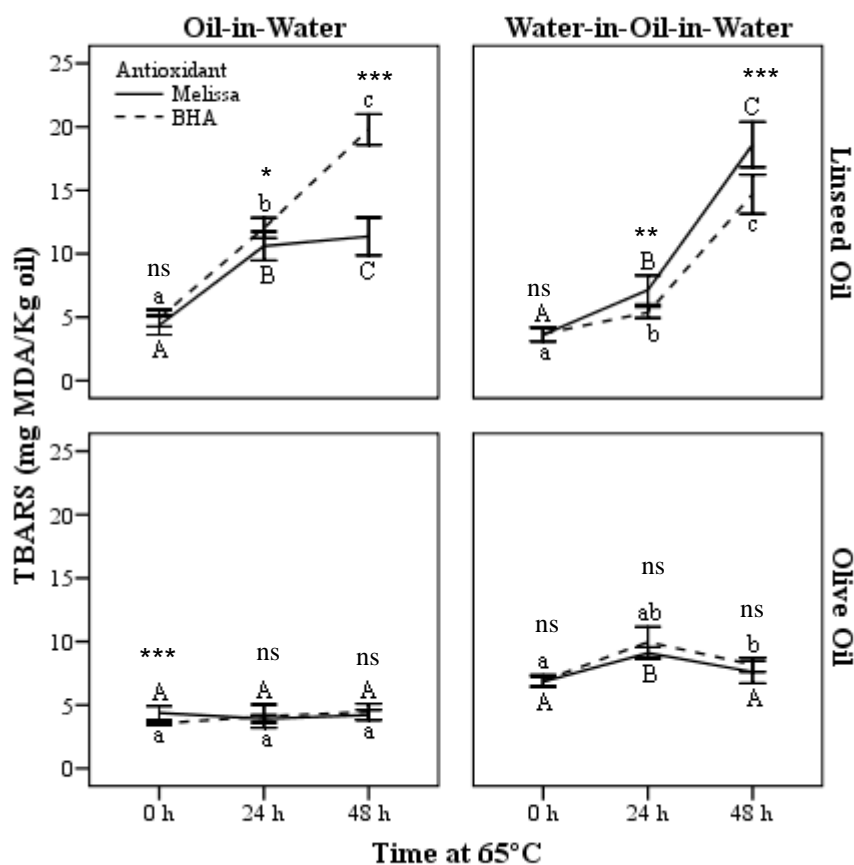 Oil-in-Water
Water-in-Oil-in-Water
TBARS (mg MDA/Kg oil)
25
20
15
10
5
0
Antioxidant
Melissa
BHA
ns
a
A
*
b
B
***
c
C
ns
A
a
**
B
b
***
C
c
Linseed Oil
25
20
15
10
5
0
***
A
a
ns
A
a
ns
A
a
ns
a
A
ns
ab
B
ns
b
A
Olive Oil
0 h 24 h 48 h
0 h 24 h 48 h
Time at 65°C